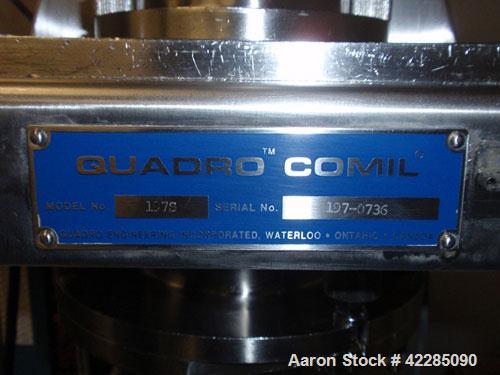 QUADRO™ COMIL®
MODEL No. 197S SERIAL No. 197-0736
QUADRO ENGINEERING INCORPORATED, WATERLOO • ONTARIO • CANADA
Aaron Stock # 42285090